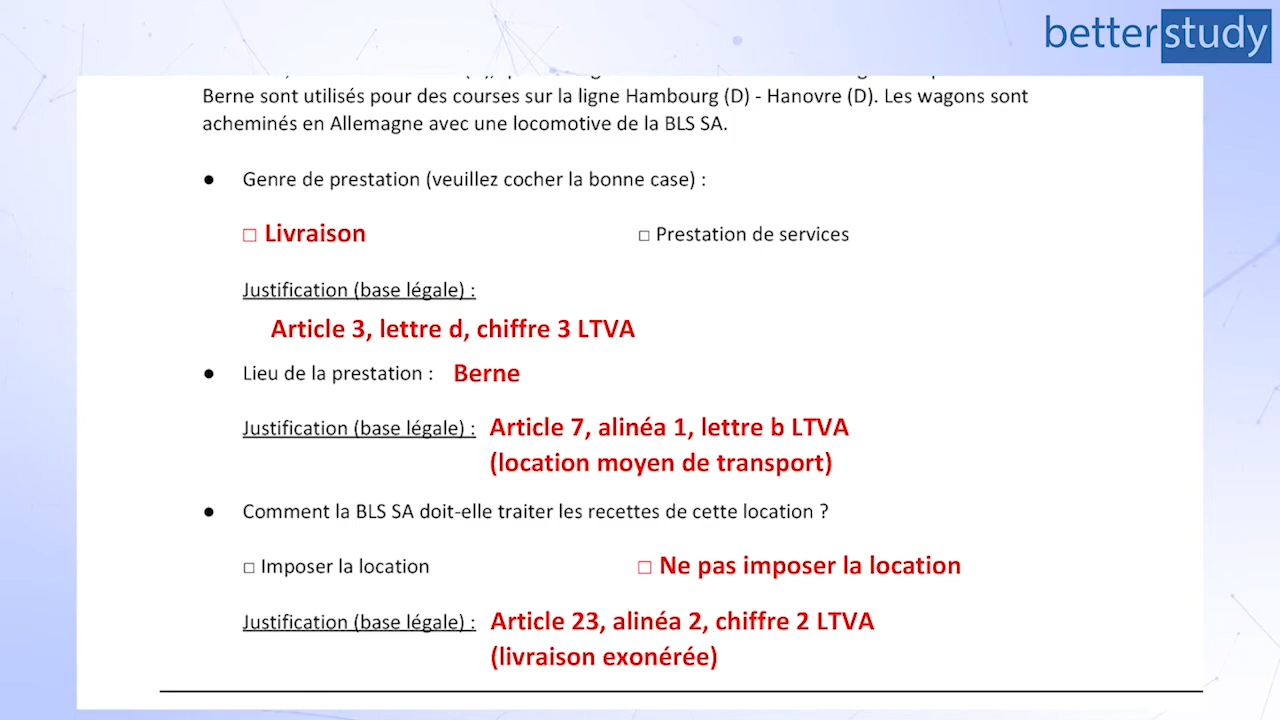 betterstudy
Berne sont utilisés pour des courses sur la ligne Hambourg (D) - Hanovre (D). Les wagons sont
acheminés en Allemagne avec une locomotive de la BLS SA.
● Genre de prestation (veuillez cocher la bonne case) :
□ Livraison □ Prestation de services
Justification (base légale) :
Article 3, lettre d, chiffre 3 LTVA
● Lieu de la prestation : Berne
Justification (base légale) : Article 7, alinéa 1, lettre b LTVA
(location moyen de transport)
● Comment la BLS SA doit-elle traiter les recettes de cette location ?
□ Imposer la location □ Ne pas imposer la location
Justification (base légale) : Article 23, alinéa 2, chiffre 2 LTVA
(livraison exonérée)